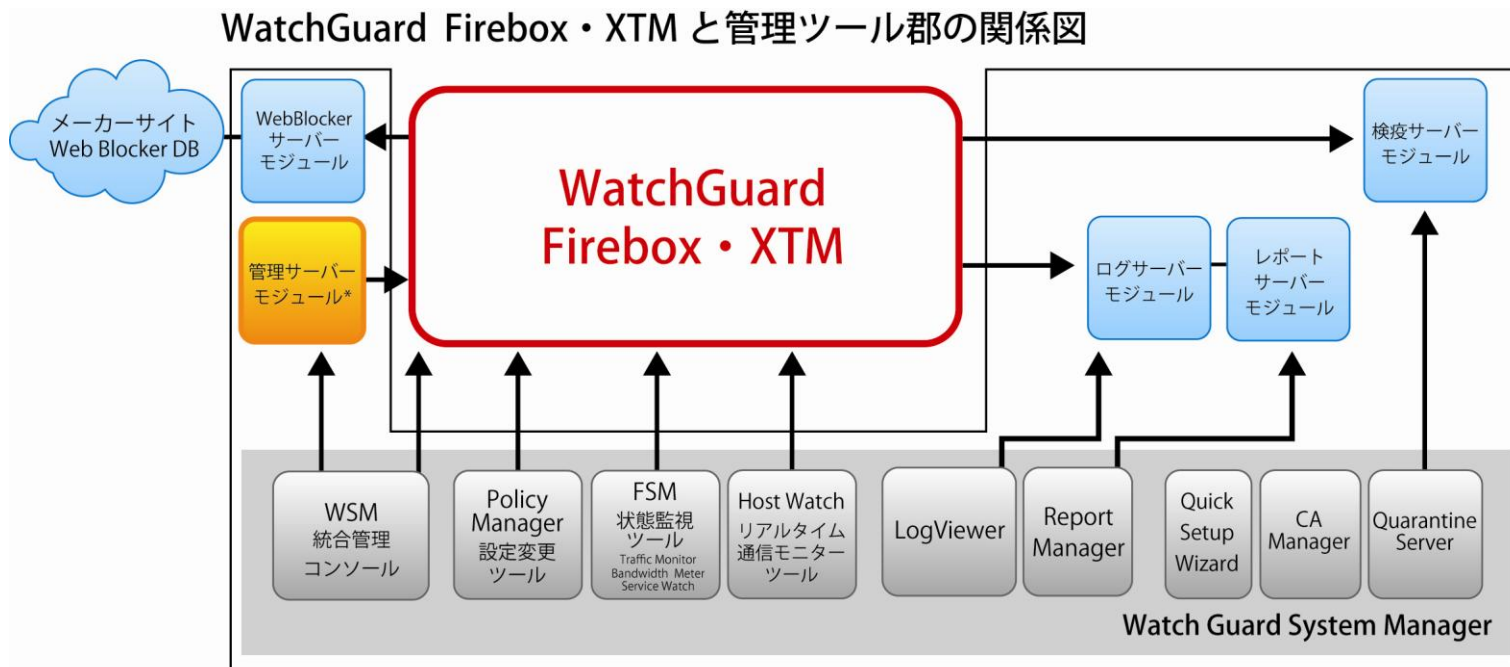 WatchGuard Firebox・XTM と管理ツール郡の関係図
メーカーサイト
Web Blocker DB
WebBlocker
サーバー
モジュール
管理サーバー
モジュール*
WatchGuard
Firebox・XTM
検疫サーバー
モジュール
ログサーバー
モジュール
レポート
サーバー
モジュール
WSM
統合管理
コンソール
Policy
Manager
設定変更
ツール
FSM
状態監視
ツール
Traffic Monitor
Bandwidth Meter
Service Watch
Host Watch
リアルタイム
通信モニター
ツール
LogViewer
Report
Manager
Quick
Setup
Wizard
CA
Manager
Quarantine
Server
Watch Guard System Manager